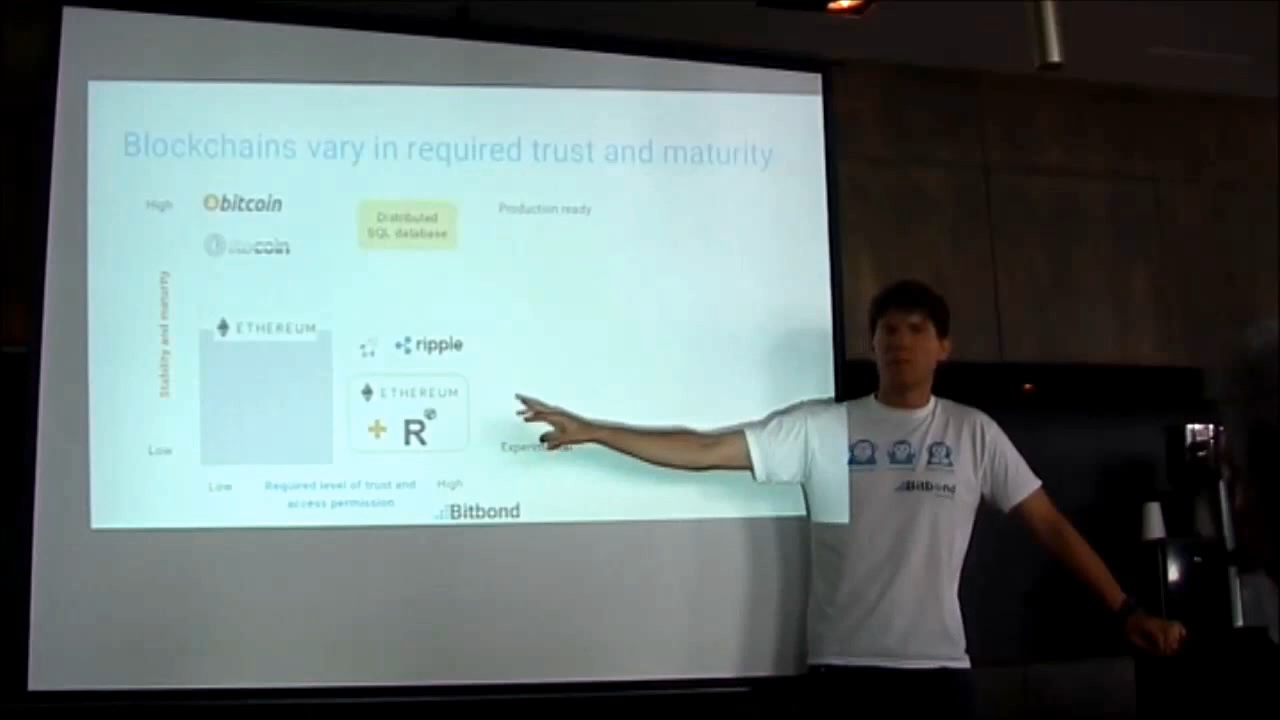 Blockchains vary in required trust and maturity
High
bitcoin
Distributed
SQL database
Production ready
Stability and maturity
ETHEREUM
ripple
ETHEREUM
+ R
Low
Low
Required level of trust and
access permission
High
Bitbond
Bitbond